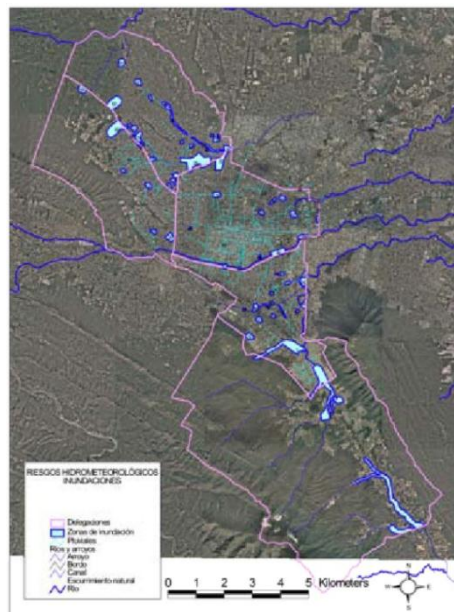 RIESGOS HIDROMETEOROLÓGICOS
INUNDACIONES
Delegaciones
Zonas de inundación
Pluviales
Ríos y arroyos
Arroyo
Bordo
Canal
Escurrimiento natural
Río
0 1 2 3 4 5 Kilometers
N
W E
S